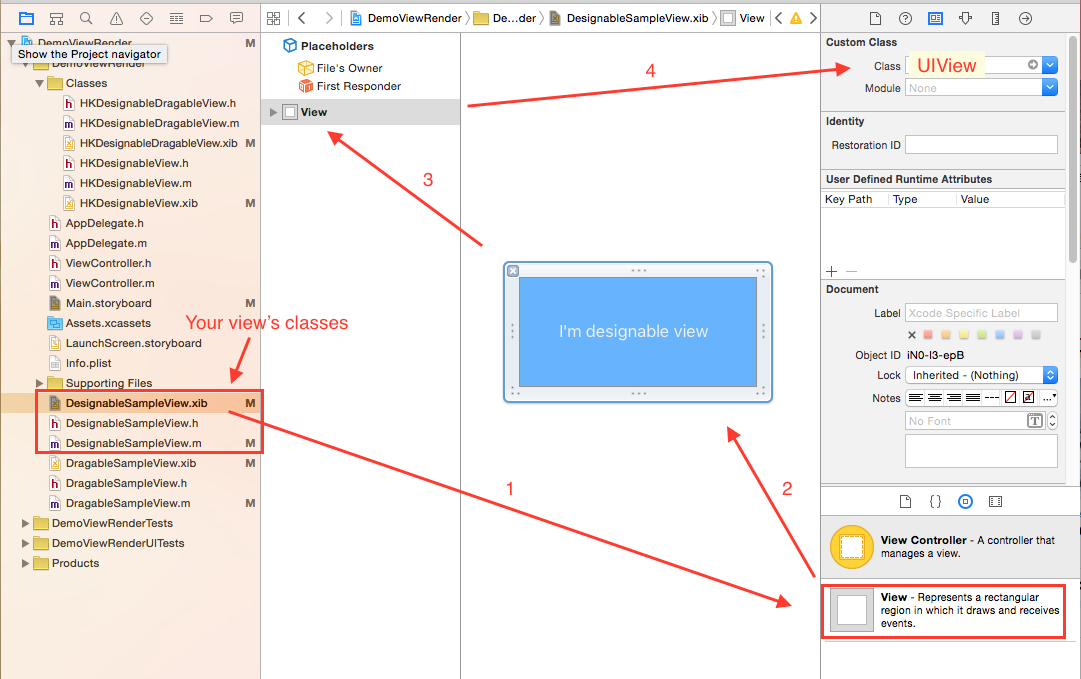 DemoViewRender
De...der
DesignableSampleView.xib
View
DemoViewRender
M
Show the Project navigator
DemoViewRender
Classes
HKDesignableDragableView.h
HKDesignableDragableView.m
HKDesignableDragableView.xib M
HKDesignableView.h
HKDesignableView.m
HKDesignableView.xib M
AppDelegate.h
AppDelegate.m
ViewController.h
ViewController.m
Main.storyboard M
Assets.xcassets
LaunchScreen.storyboard
Info.plist
Supporting Files
DesignableSampleView.xib M
DesignableSampleView.h
DesignableSampleView.m M
DragableSampleView.xib
DragableSampleView.h
DragableSampleView.m M
DemoViewRenderTests
DemoViewRenderUITests
Products
Your view's classes
Placeholders
File's Owner
First Responder
View
1
2
3
4
I'm designable view
Custom Class
Class UIView
Module None
Identity
Restoration ID
User Defined Runtime Attributes
Key Path Type Value
Document
Label Xcode Specific Label
Object ID iN0-l3-epB
Lock Inherited - (Nothing)
Notes
No Font
View Controller - A controller that
manages a view.
View - Represents a rectangular
region in which it draws and receives
events.